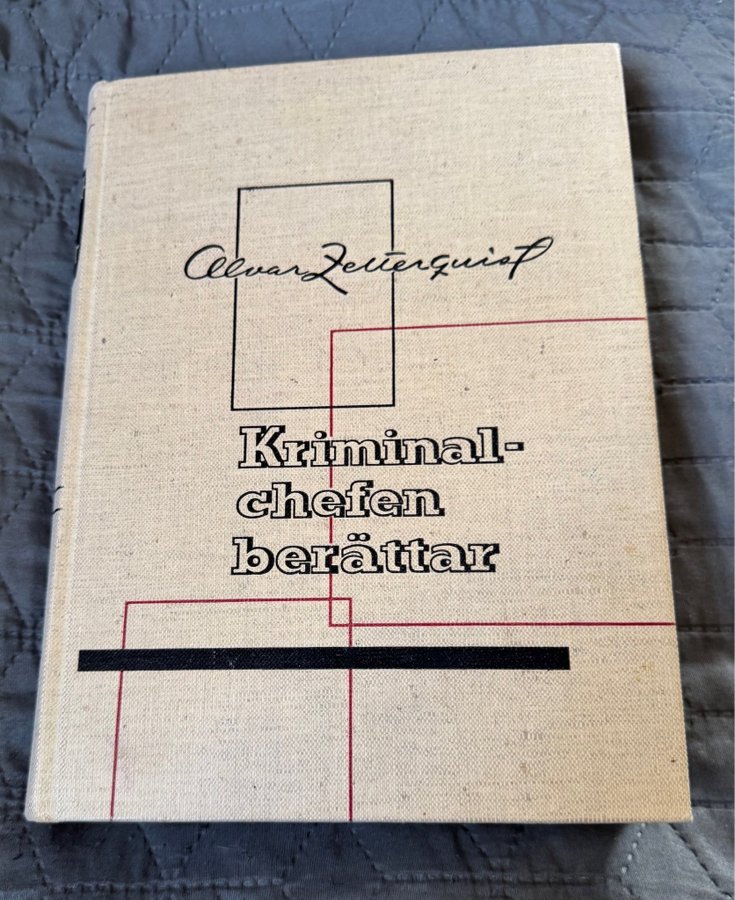 Alvar Zetterquist
Kriminal-
chefen
berättar